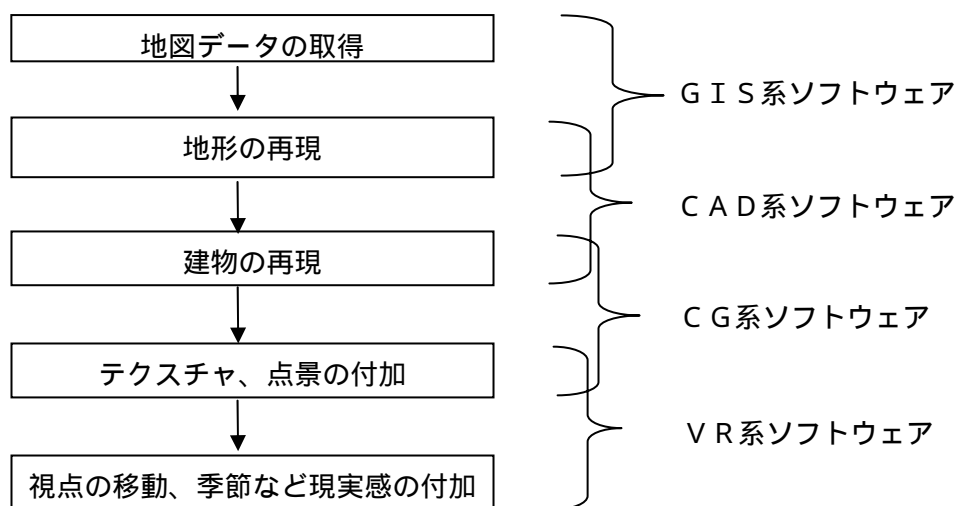 地図データの取得
ＧＩＳ系ソフトウェア
地形の再現
ＣＡＤ系ソフトウェア
建物の再現
ＣＧ系ソフトウェア
テクスチャ、点景の付加
ＶＲ系ソフトウェア
視点の移動、季節など現実感の付加